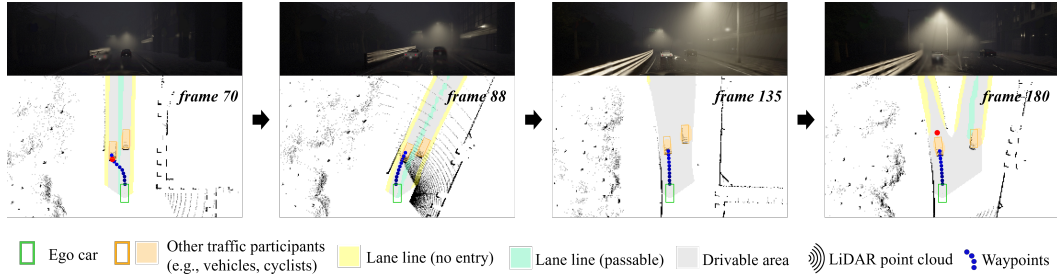 frame 70
frame 88
frame 135
frame 180
Ego car
Other traffic participants
(e.g., vehicles, cyclists)
Lane line (no entry)
Lane line (passable)
Drivable area
LiDAR point cloud
Waypoints